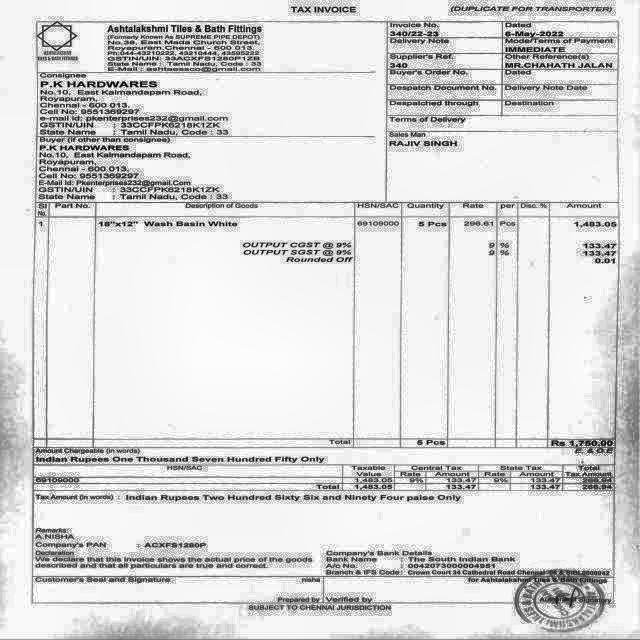 TAX INVOICE
(DUPLICATE FOR TRANSPORTER)
Ashtalakshmi Tiles & Bath Fittings
(Formerly Known As SUPREME PIPE DEPOT)
No.38, East Mada Church Street,
Royapuram,Chennai - 600 013.
Ph:044-43210222, 43210444, 43595222
GSTIN/UIN: 33ACXFS1280P1Z6
State Name : Tamil Nadu, Code : 33
Invoice No. Dated
340/22-23 6-May-2022
Delivery Note Mode/Terms of Payment
IMMEDIATE
Supplier's Ref. Other Reference(s)
340 MR.CHAHATH JALAN
Buyer's Order No. Dated
Despatch Document No. Delivery Note Date
Despatched through Destination
Terms of Delivery
Sales Man
RAJIV SINGH
Consignee
P.K HARDWARES
No.10, East Kalmandapam Road,
Royapuram,
Chennai - 600 013.
Cell No: 9551369297
e-mail id: pkenterprises232@gmail.com
GSTIN/UIN : 33CCFPK6218K1ZK
State Name : Tamil Nadu, Code : 33
Buyer (if other than consignee)
P.K HARDWARES
No.10, East Kalmandapam Road,
Royapuram,
Chennai - 600 013.
Cell No: 9551369297
E-Mail Id: Pkenterprises232@gmail.Com
GSTIN/UIN : 33CCFPK6218K1ZK
State Name : Tamil Nadu, Code : 33
Sl No. Part No. Description of Goods HSN/SAC Quantity Rate per Disc. % Amount
1 18"x12" Wash Basin White 69109000 5 Pcs 296.61 Pcs 1,483.05
OUTPUT CGST @ 9% 9 % 133.47
OUTPUT SGST @ 9% 9 % 133.47
Rounded Off 0.01
Total 5 Pcs Rs 1,750.00
Amount Chargeable (in words) E. & O.E
Indian Rupees One Thousand Seven Hundred Fifty Only
HSN/SAC Taxable Value Central Tax Rate Amount State Tax Rate Amount Total Tax Amount
69109000 1,483.05 9% 133.47 9% 133.47 266.94
Total 1,483.05 133.47 133.47 266.94
Tax Amount (in words) : Indian Rupees Two Hundred Sixty Six and Ninety Four paise Only
Remarks:
A.NISHA
Company's PAN : ACXFS1280P
Declaration
We declare that this invoice shows the actual price of the goods
described and that all particulars are true and correct.
Company's Bank Details
Bank Name : The South Indian Bank
A/c No. : 0042073000004951
Branch & IFS Code : Crown Court 34 Cathedral Road Chennai
Customer's Seal and Signature nisha for Ashtalakshmi Tiles & Bath Fittings
Prepared by Verified by
SUBJECT TO CHENNAI JURISDICTION